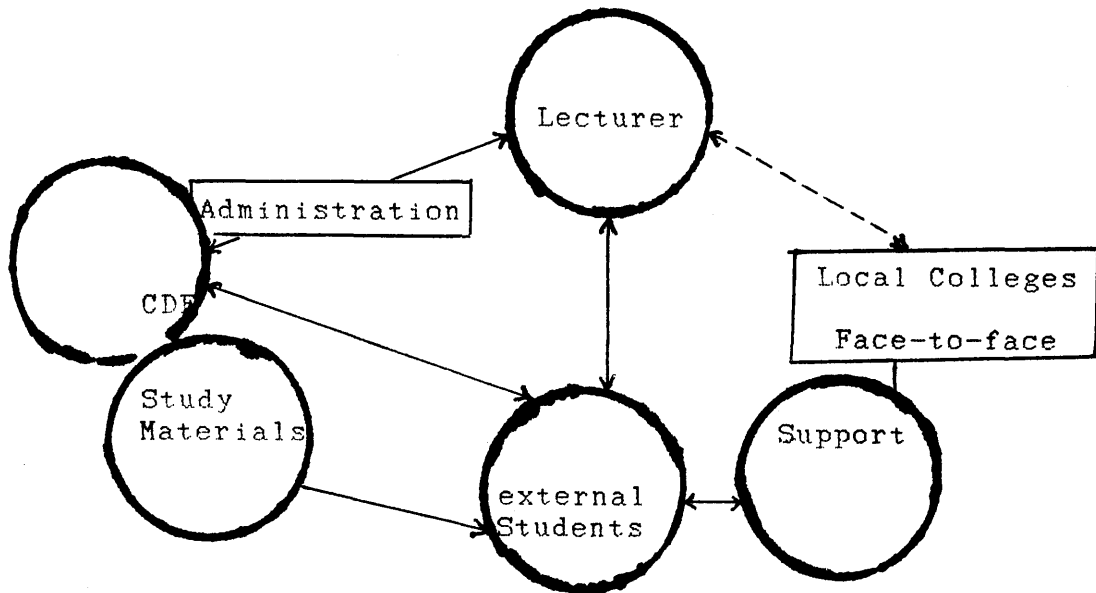 Lecturer
Administration
Local Colleges
Face-to-face
Study
Materials
Support
external
Students